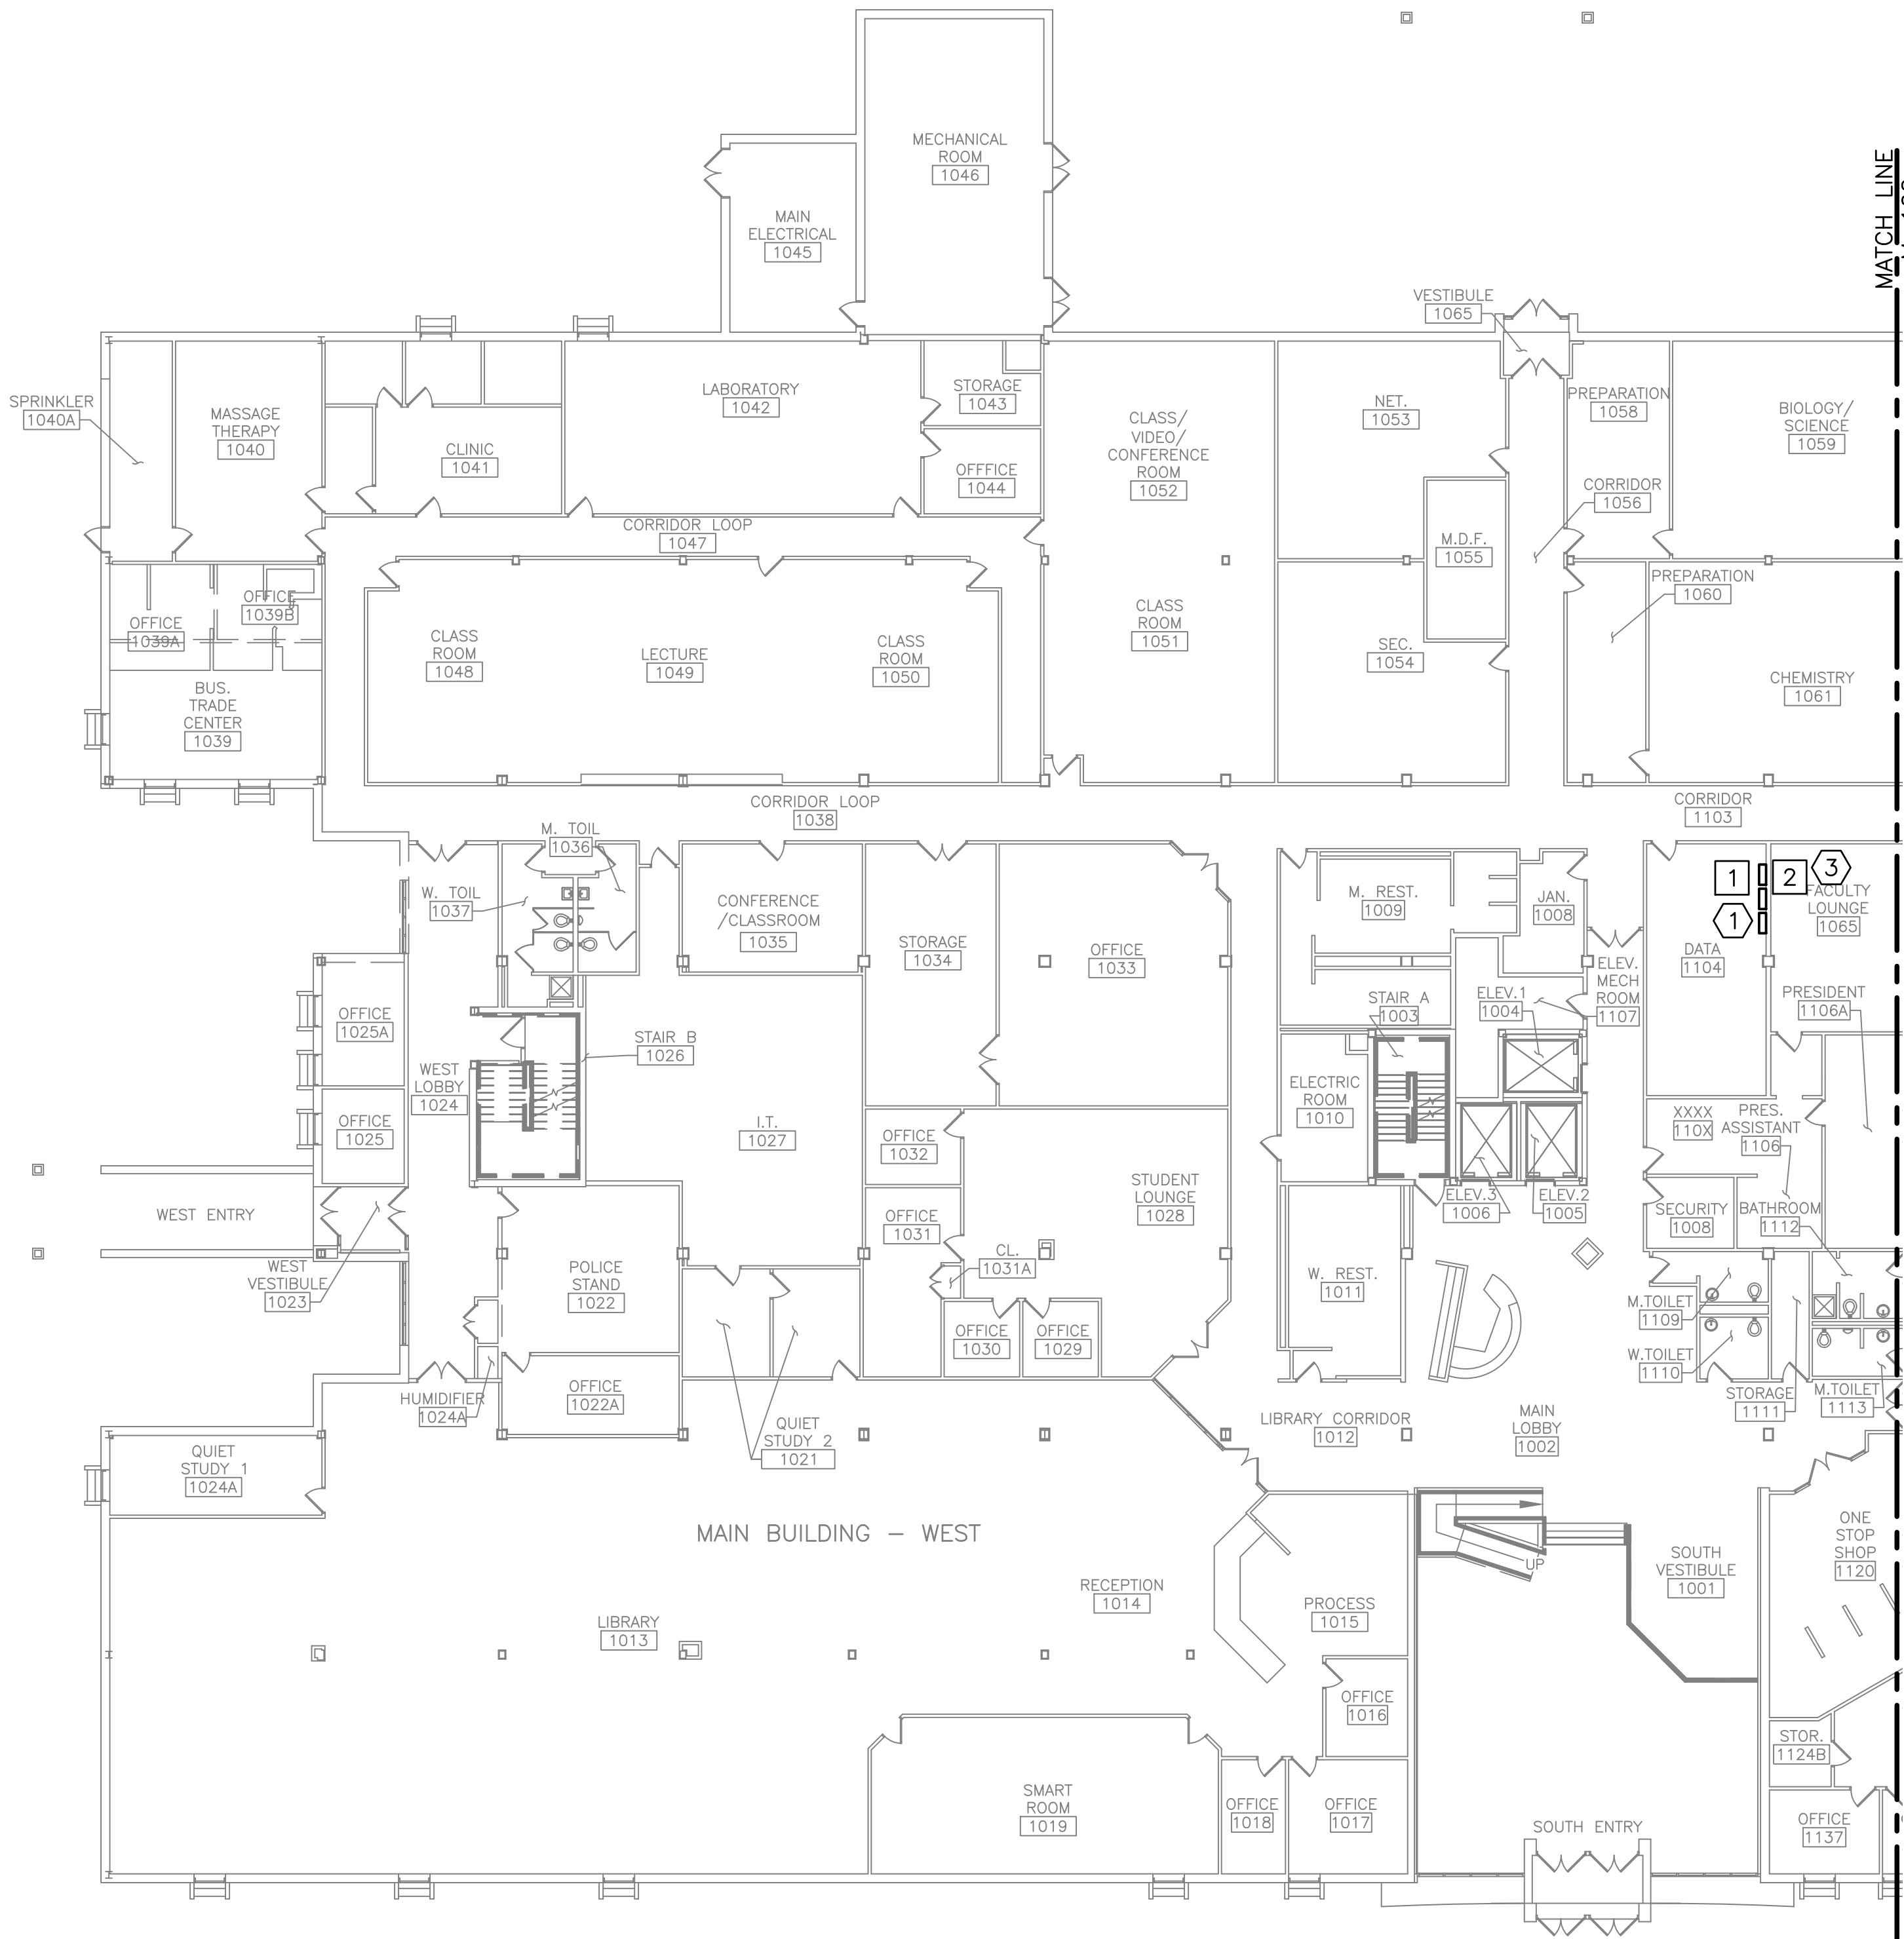 MATCH LINE
MECHANICAL
ROOM
1046
MAIN
ELECTRICAL
1045
VESTIBULE
1065
SPRINKLER
1040A
MASSAGE
THERAPY
1040
CLINIC
1041
LABORATORY
1042
STORAGE
1043
OFFFICE
1044
CLASS/
VIDEO/
CONFERENCE
ROOM
1052
NET.
1053
PREPARATION
1058
BIOLOGY/
SCIENCE
1059
CORRIDOR
1056
CORRIDOR LOOP
1047
M.D.F.
1055
PREPARATION
1060
OFFICE
1039A
OFFICE
1039B
BUS.
TRADE
CENTER
1039
CLASS
ROOM
1048
LECTURE
1049
CLASS
ROOM
1050
CLASS
ROOM
1051
SEC.
1054
CHEMISTRY
1061
CORRIDOR LOOP
1038
CORRIDOR
1103
M. TOIL
1036
W. TOIL
1037
CONFERENCE
/CLASSROOM
1035
STORAGE
1034
OFFICE
1033
M. REST.
1009
JAN.
1008
1
2
3
1
FACULTY
LOUNGE
1065
DATA
1104
ELEV.
MECH
ROOM
1107
PRESIDENT
1106A
STAIR A
1003
ELEV.1
1004
OFFICE
1025A
STAIR B
1026
WEST
LOBBY
1024
OFFICE
1025
I.T.
1027
OFFICE
1032
ELECTRIC
ROOM
1010
XXXX
110X
PRES.
ASSISTANT
1106
STUDENT
LOUNGE
1028
ELEV.3
1006
ELEV.2
1005
SECURITY
1008
BATHROOM
1112
WEST ENTRY
OFFICE
1031
CL.
1031A
WEST
VESTIBULE
1023
POLICE
STAND
1022
W. REST.
1011
M.TOILET
1109
OFFICE
1030
OFFICE
1029
W.TOILET
1110
HUMIDIFIER
1024A
OFFICE
1022A
STORAGE
1111
M.TOILET
1113
QUIET
STUDY 2
1021
LIBRARY CORRIDOR
1012
MAIN
LOBBY
1002
QUIET
STUDY 1
1024A
MAIN BUILDING – WEST
UP
ONE
STOP
SHOP
1120
SOUTH
VESTIBULE
1001
RECEPTION
1014
PROCESS
1015
LIBRARY
1013
OFFICE
1016
STOR.
1124B
SMART
ROOM
1019
OFFICE
1018
OFFICE
1017
SOUTH ENTRY
OFFICE
1137